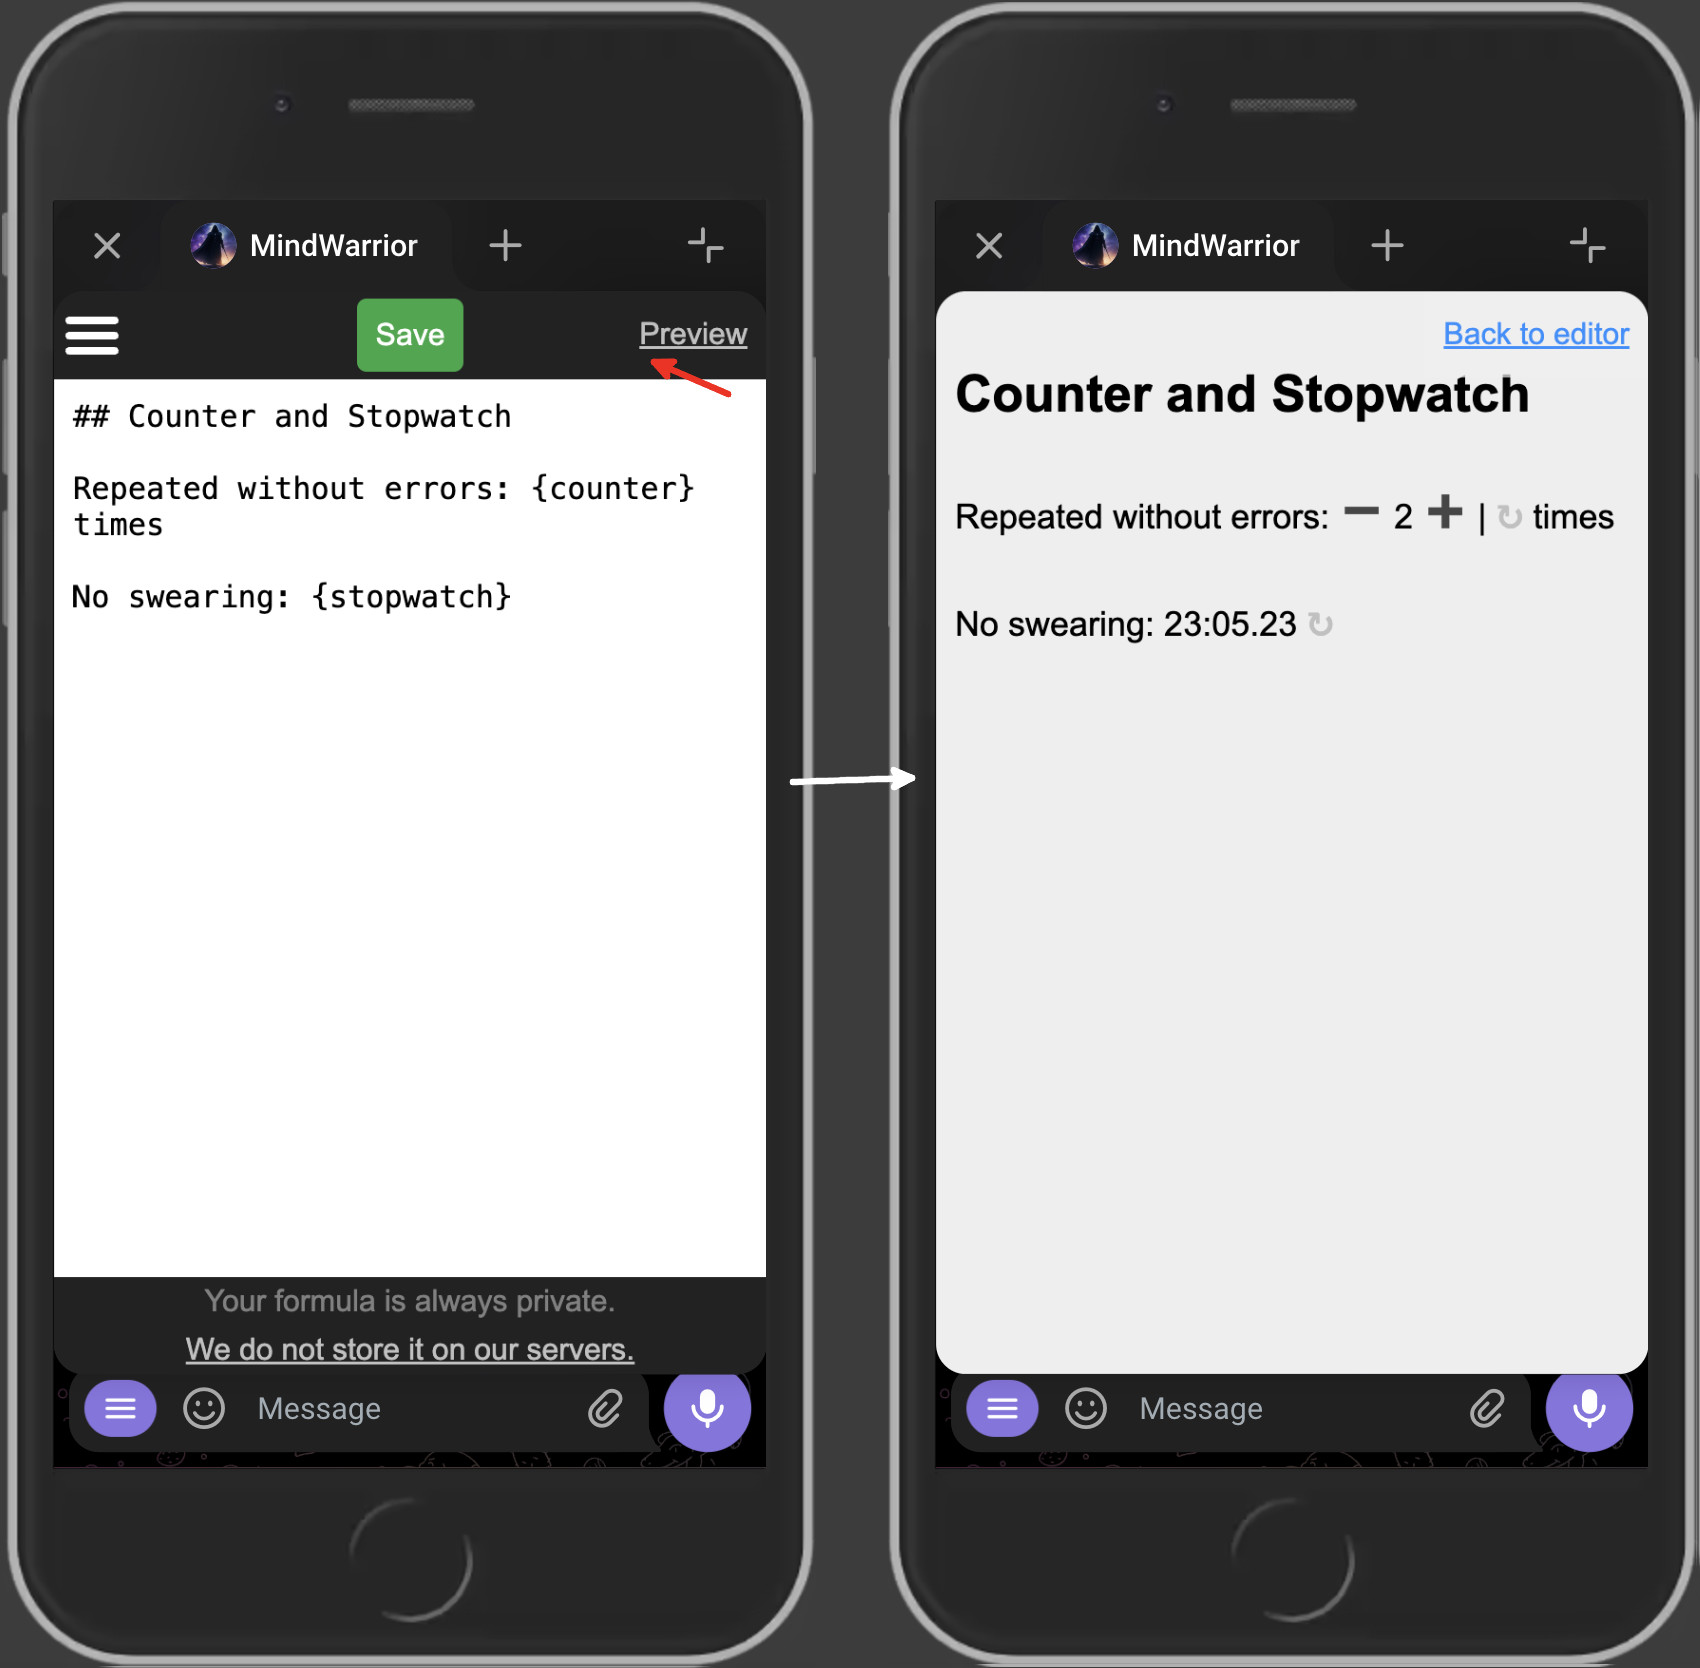 MindWarrior
Save
Preview
## Counter and Stopwatch
Repeated without errors: {counter}
times
No swearing: {stopwatch}
Your formula is always private.
We do not store it on our servers.
Message
MindWarrior
Back to editor
Counter and Stopwatch
Repeated without errors: − 2 + | ↻ times
No swearing: 23:05.23 ↻
Message